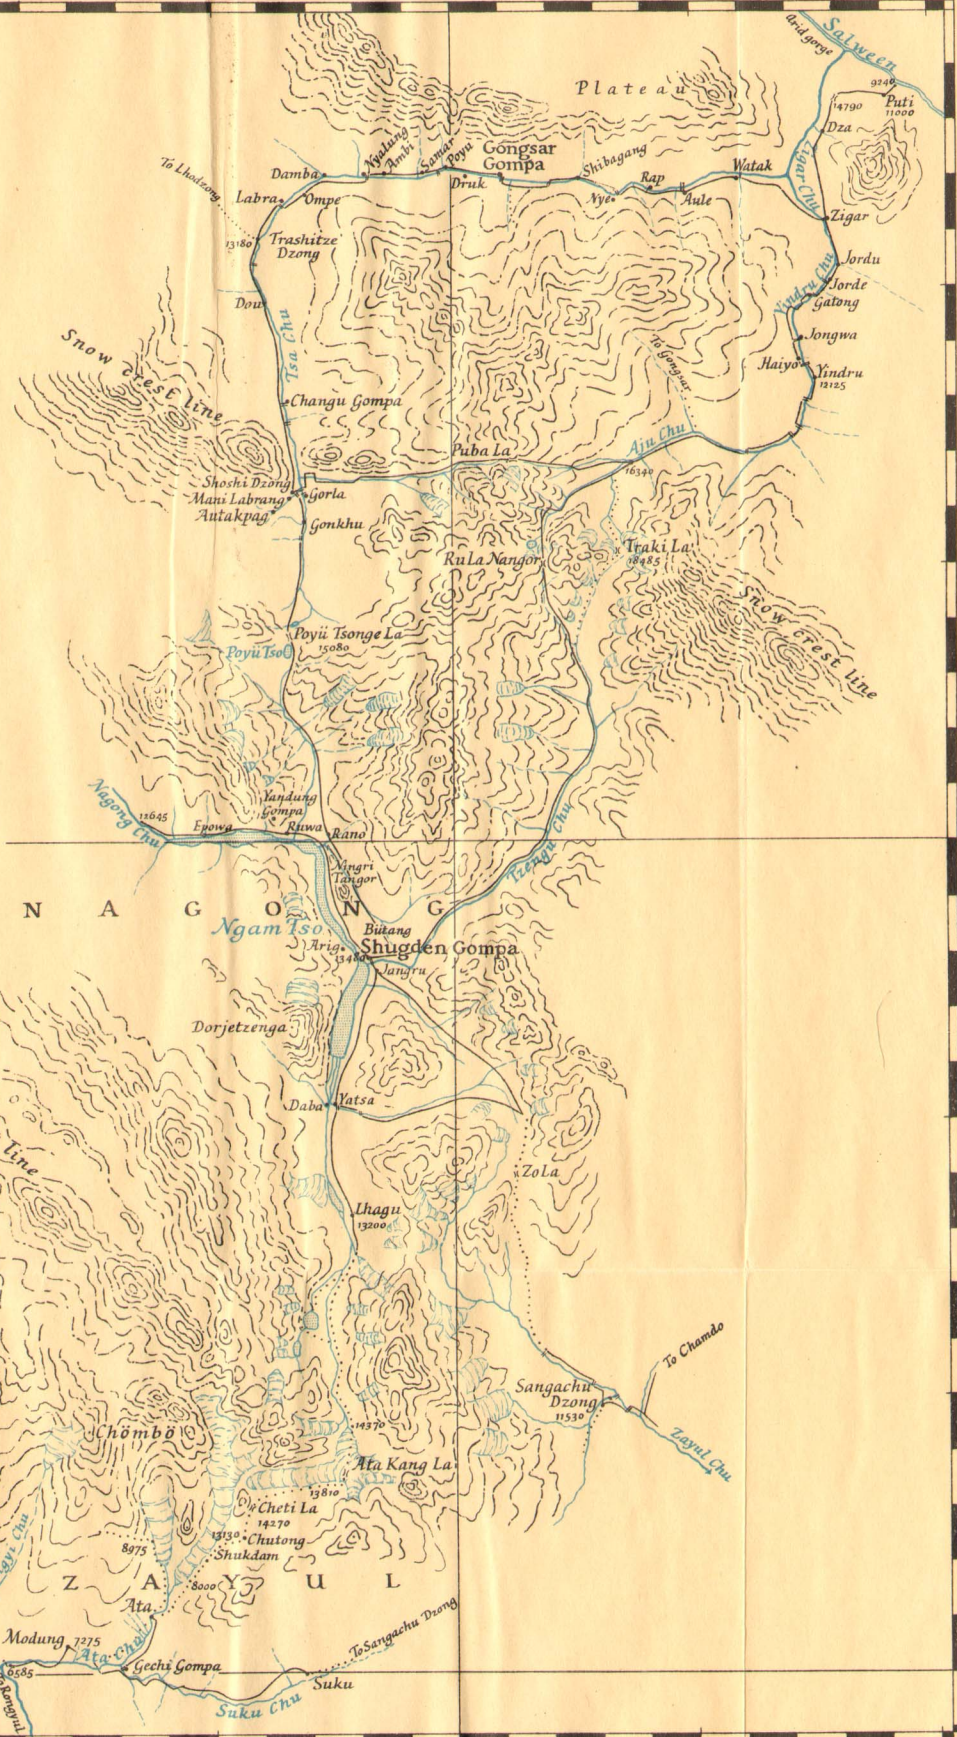 Arid gorge
Salween
Plateau
9240
14790
Puti
11000
Dza
Zigar Chu
Nyalung
Ambi
Samar
Poyu
Gongsar
Gompa
Shibagang
To Lhodzong
Damba
Druk
Rap
Watak
Labra
Ompe
Nye
Aule
Zigar
13180
Trashitze
Dzong
Jordu
Yindru Chu
Jorde
Gatong
Dow
Tsa Chu
Jongwa
Snow crest line
To Gongsar
Haiyo
Yindru
12125
Changu Gompa
Puba La
Aju Chu
16340
Shoshi Dzong
Mani Labrang
Gorla
Autakpag
Gonkhu
Ru La Nangor
Traki La
18485
Snow crest line
Poyü Tsonge La
15080
Poyü Tso
Nagong Chu
12645
Yandung
Gompa
Epowa
Ruwa
Rano
Ningri
Tangor
Tzengu Chu
NAGONG
Ngam Tso
Butang
Arig
13480
Shugden Gompa
Jangru
Dorjetzenga
Daba
Yatsa
line
Zo La
Lhagu
13200
To Chamdo
Sangachu
Dzong
11530
Zayul Chu
14370
Chömbö
Ata Kang La
13810
Cheti La
14270
13130
Chutong
Shukdam
8975
8000
ZAYUL
Ata
Modung
7275
Ata Chu
6585
Gechi Gompa
To Sangachu Dzong
Suku
Suku Chu
To Rongyul